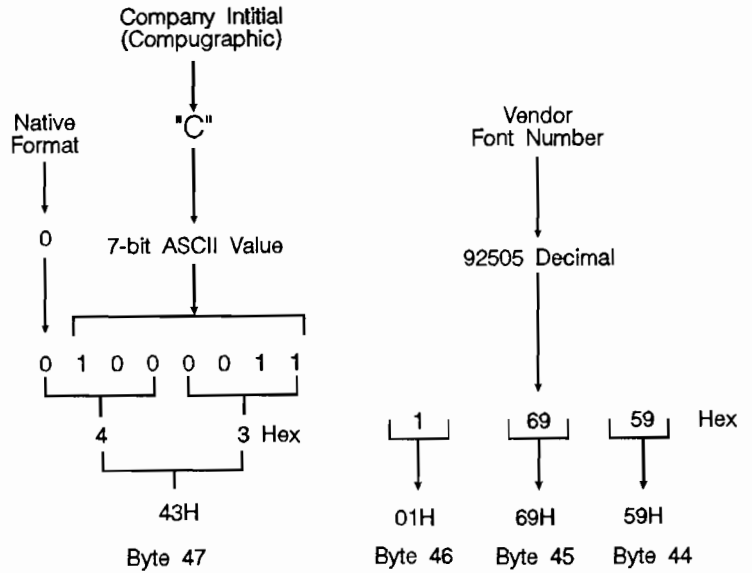 Company Intitial
(Compugraphic)
"C"
Native
Format
0
7-bit ASCII Value
0 1 0 0 0 0 1 1
4 3 Hex
43H
Byte 47
Vendor
Font Number
92505 Decimal
1 69 59 Hex
01H 69H 59H
Byte 46 Byte 45 Byte 44